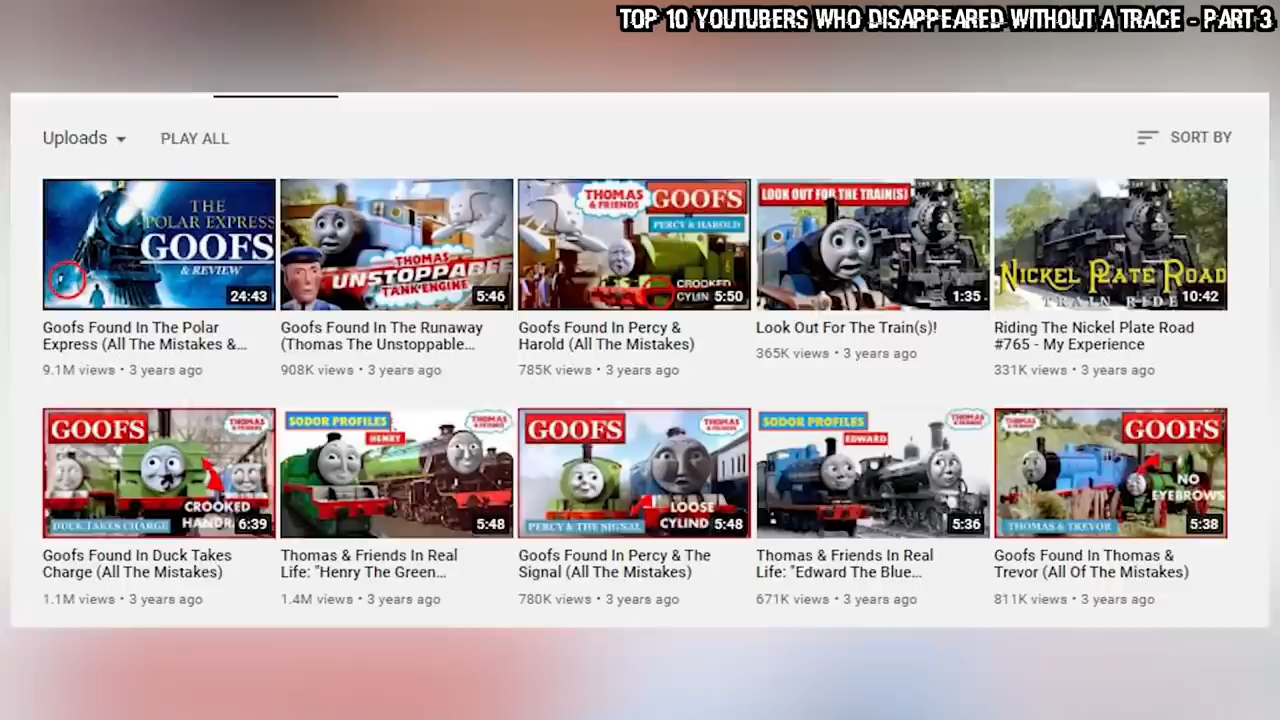 TOP 10 YOUTUBERS WHO DISAPPEARED WITHOUT A TRACE - PART 3
Uploads
PLAY ALL
SORT BY
THE
POLAR EXPRESS
GOOFS
& REVIEW
24:43
THOMAS
UNSTOPPABLE
TANK ENGINE
5:46
THOMAS
& FRIENDS
GOOFS
PERCY & HAROLD
CROOKED
CYLIN
5:50
LOOK OUT FOR THE TRAIN(S)
1:35
NICKEL PLATE ROAD
TRAIN RIDE
10:42
Goofs Found In The Polar
Express (All The Mistakes &...
9.1M views • 3 years ago
Goofs Found In The Runaway
(Thomas The Unstoppable...
908K views • 3 years ago
Goofs Found In Percy &
Harold (All The Mistakes)
785K views • 3 years ago
Look Out For The Train(s)!
365K views • 3 years ago
Riding The Nickel Plate Road
#765 - My Experience
331K views • 3 years ago
GOOFS
THOMAS
& FRIENDS
CROOKED
HANDR
DUCK TAKES CHARGE
6:39
SODOR PROFILES
HENRY
THOMAS
& FRIENDS
5:48
GOOFS
THOMAS
& FRIENDS
LOOSE
CYLIND
PERCY & THE SIGNAL
5:48
SODOR PROFILES
EDWARD
THOMAS
& FRIENDS
5:36
THOMAS
& FRIENDS
GOOFS
NO
EYEBROWS
THOMAS & TREVOR
5:38
Goofs Found In Duck Takes
Charge (All The Mistakes)
1.1M views • 3 years ago
Thomas & Friends In Real
Life: "Henry The Green...
1.4M views • 3 years ago
Goofs Found In Percy & The
Signal (All The Mistakes)
780K views • 3 years ago
Thomas & Friends In Real
Life: "Edward The Blue...
671K views • 3 years ago
Goofs Found In Thomas &
Trevor (All Of The Mistakes)
811K views • 3 years ago